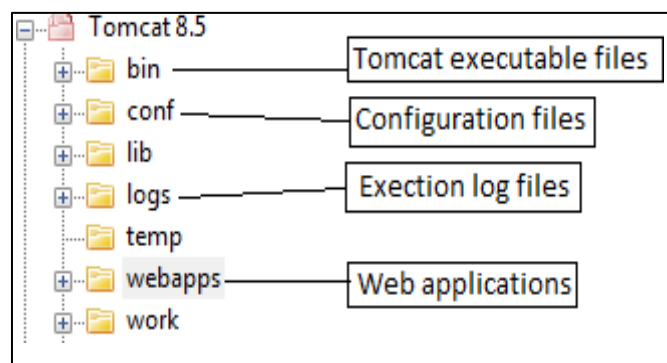 Tomcat 8.5
bin
Tomcat executable files
conf
Configuration files
lib
logs
Exection log files
temp
webapps
Web applications
work